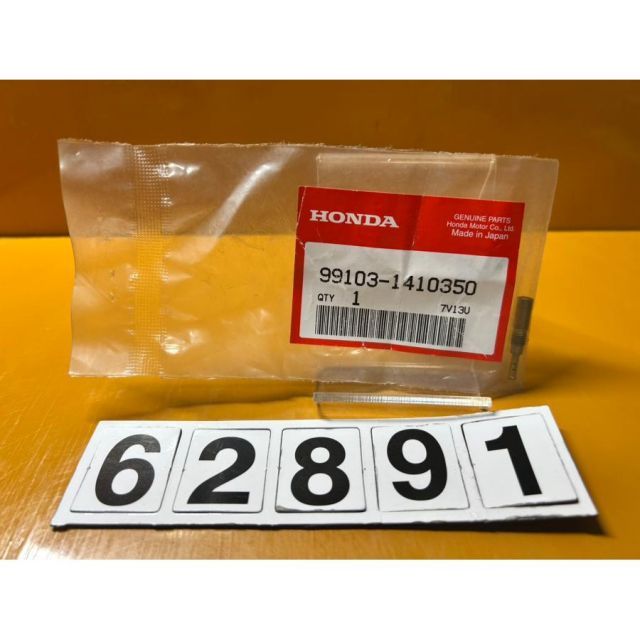 HONDA
GENUINE PARTS
Honda Motor Co., Ltd.
Made in Japan
99103-1410350
QTY 1 7V13U
62891